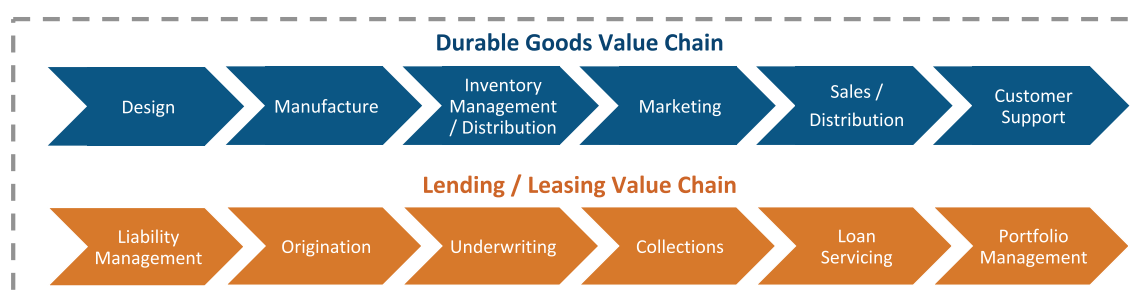 Durable Goods Value Chain
Design
Manufacture
Inventory
Management
/ Distribution
Marketing
Sales /
Distribution
Customer
Support
Lending / Leasing Value Chain
Liability
Management
Origination
Underwriting
Collections
Loan
Servicing
Portfolio
Management